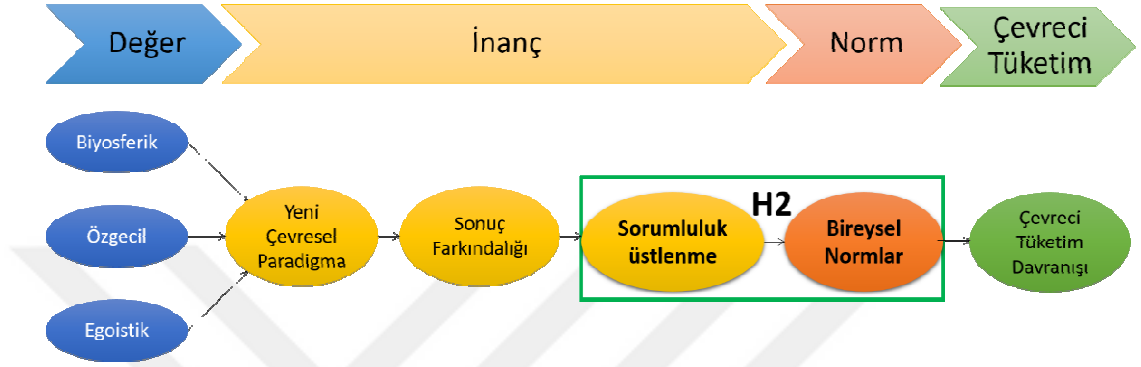 Değer
İnanç
Norm
Çevreci
Tüketim
Biyosferik
Özgecil
Egoistik
Yeni
Çevresel
Paradigma
Sonuç
Farkındalığı
Sorumluluk
üstlenme
H2
Bireysel
Normlar
Çevreci
Tüketim
Davranışı